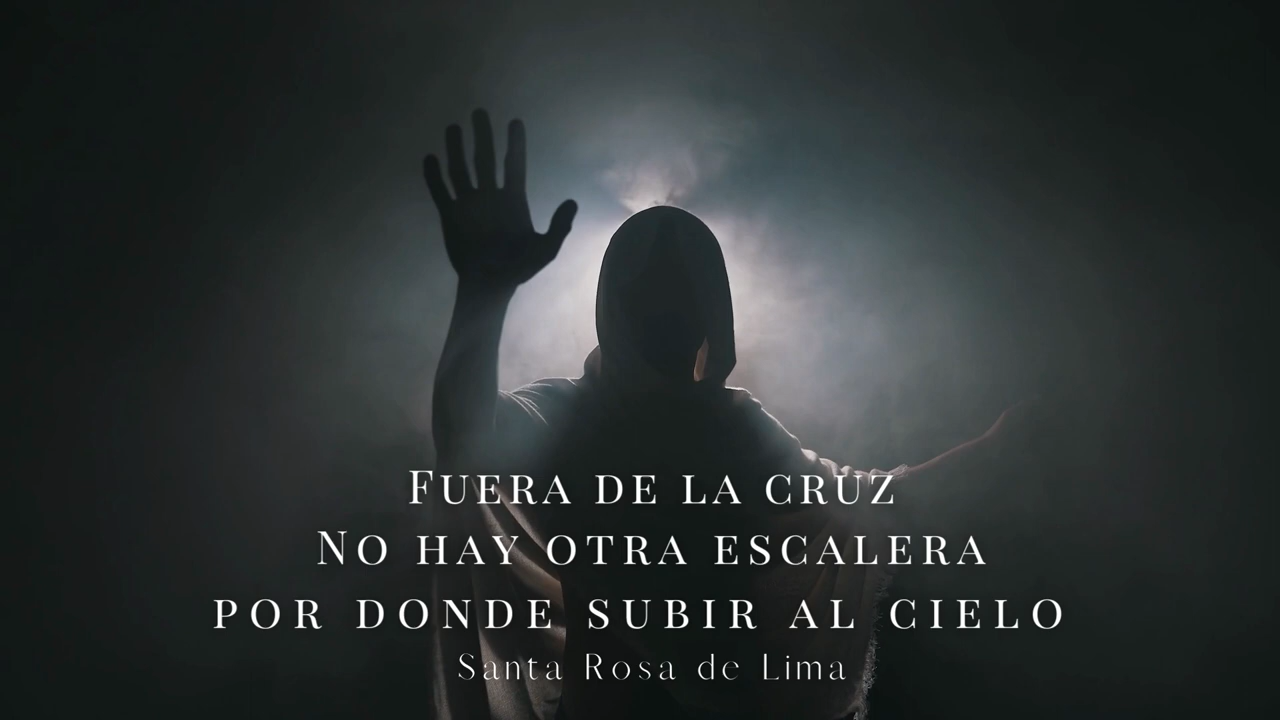 Fuera de la cruz
No hay otra escalera
por donde subir al cielo
Santa Rosa de Lima